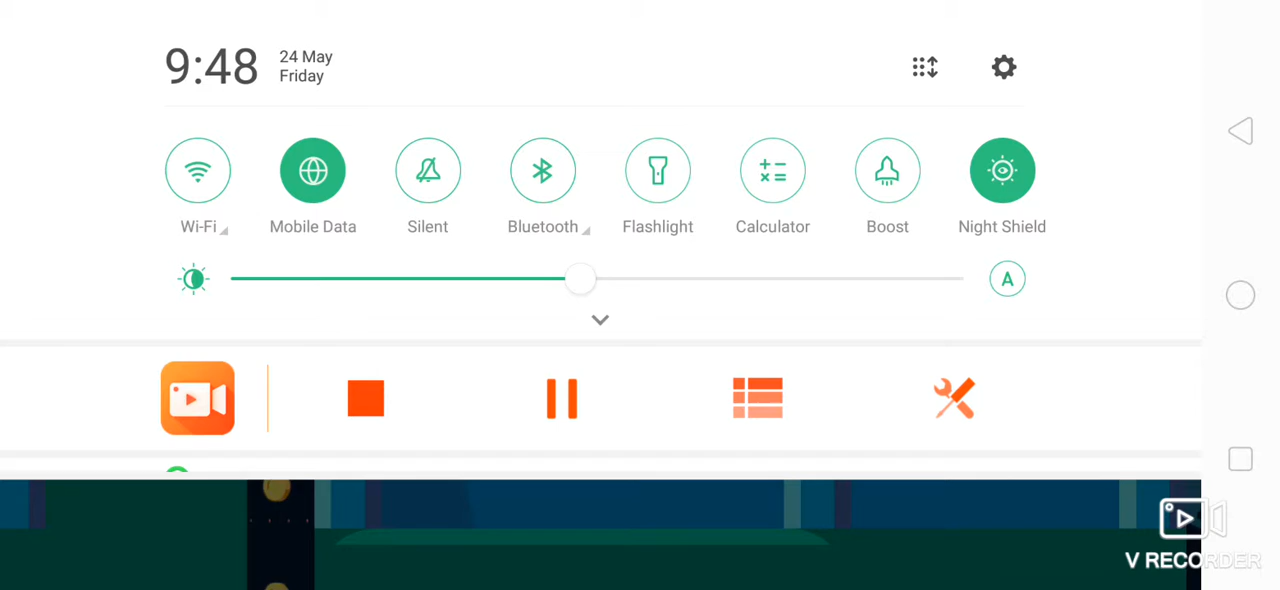 9:48
24 May
Friday
Wi-Fi
Mobile Data
Silent
Bluetooth
Flashlight
Calculator
Boost
Night Shield
A
V RECORDER